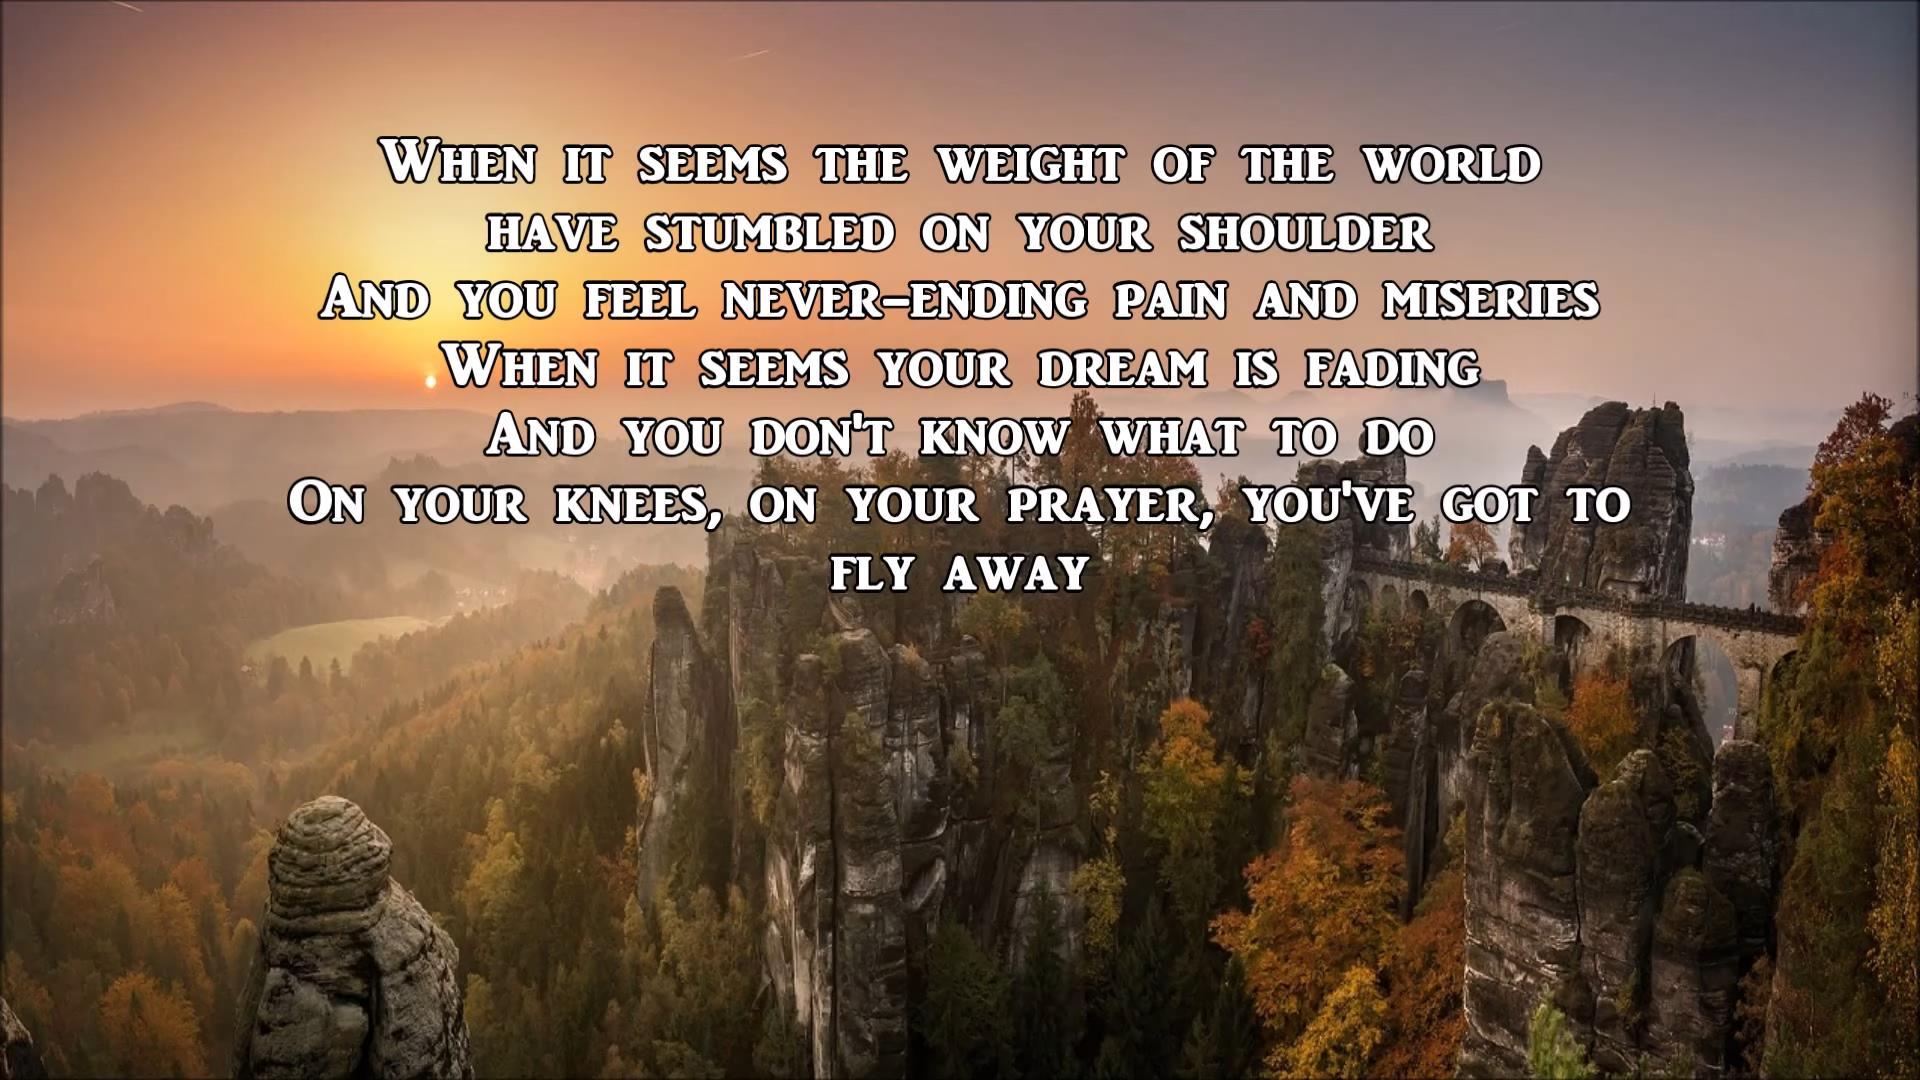 When it seems the weight of the world
have stumbled on your shoulder
And you feel never-ending pain and miseries
When it seems your dream is fading
And you don't know what to do
On your knees, on your prayer, you've got to
fly away